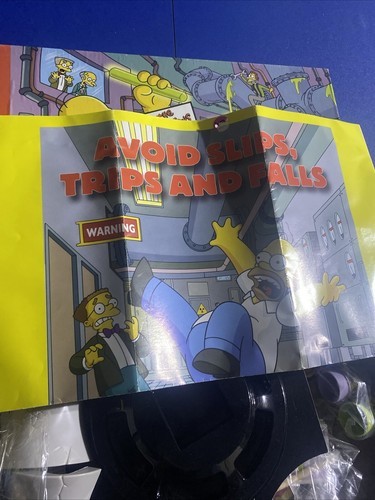 AVOID SLIPS,
TRIPS AND FALLS
WARNING